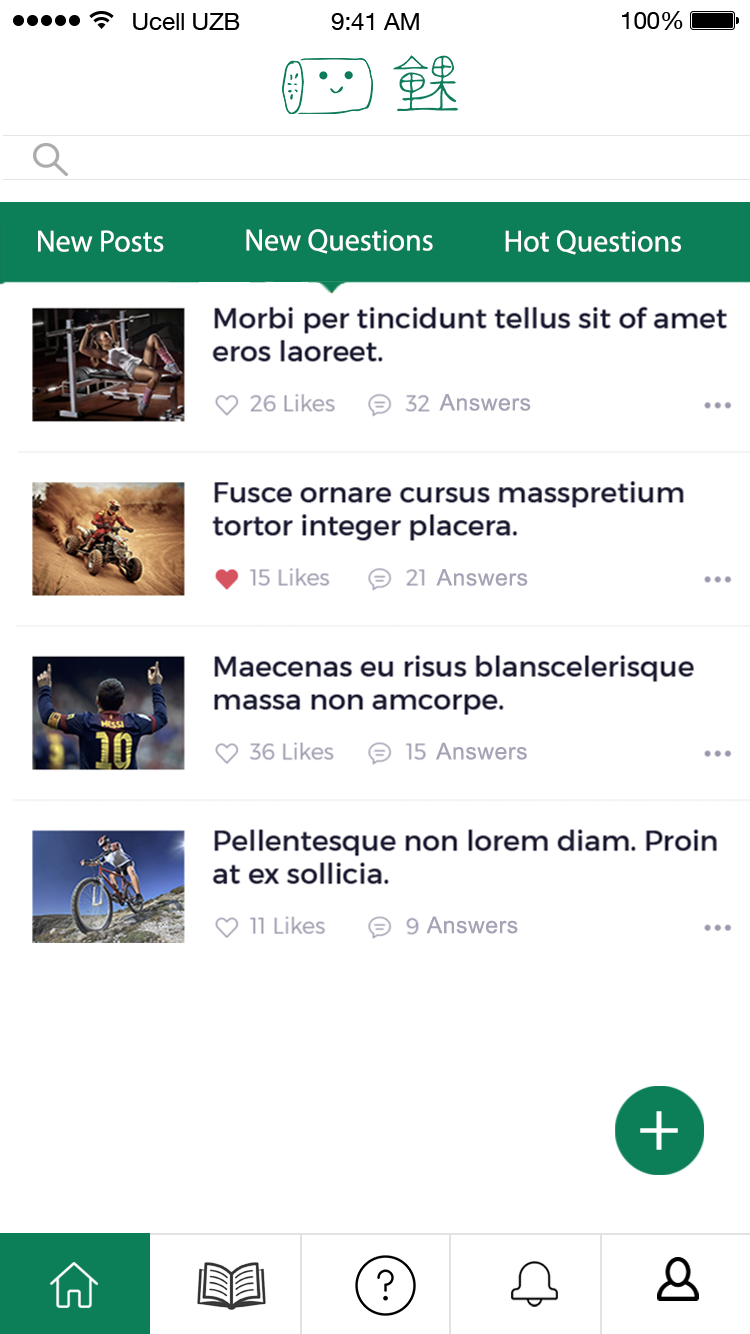 Ucell UZB 9:41 AM 100%
New Posts New Questions Hot Questions
Morbi per tincidunt tellus sit of amet
eros laoreet.
26 Likes 32 Answers
Fusce ornare cursus masspretium
tortor integer placera.
15 Likes 21 Answers
MESSI
10
Maecenas eu risus blanscelerisque
massa non amcorpe.
36 Likes 15 Answers
Pellentesque non lorem diam. Proin
at ex sollicia.
11 Likes 9 Answers
?